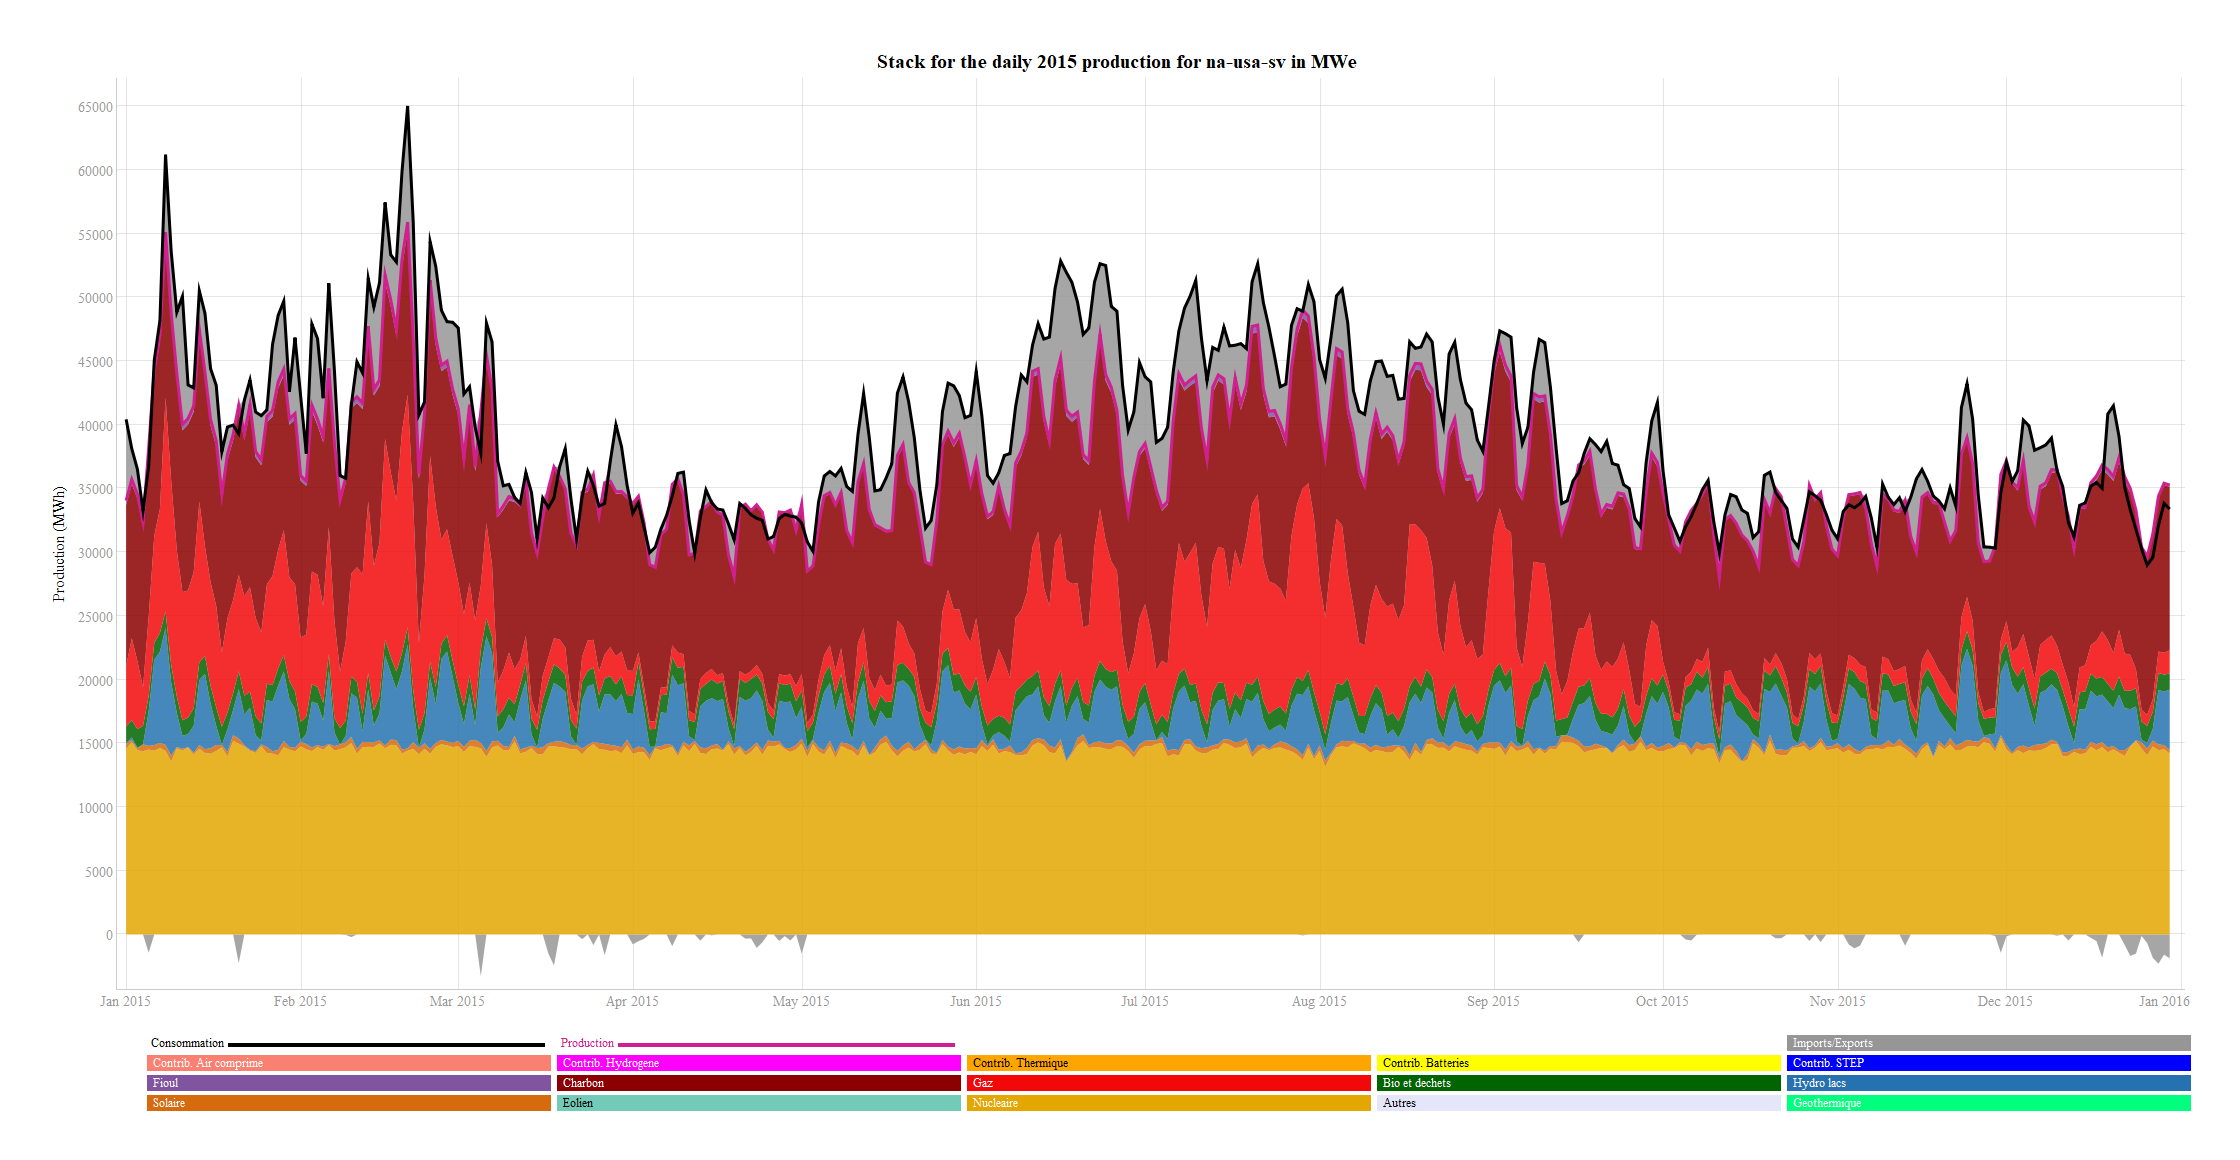 Stack for the daily 2015 production for na-usa-sv in MWe
Production (MWh)
65000
60000
55000
50000
45000
40000
35000
30000
25000
20000
15000
10000
5000
0
Jan 2015 Feb 2015 Mar 2015 Apr 2015 May 2015 Jun 2015 Jul 2015 Aug 2015 Sep 2015 Oct 2015 Nov 2015 Dec 2015 Jan 2016
Consommation Production Imports/Exports
Contrib. Air comprime Contrib. Hydrogene Contrib. Thermique Contrib. Batteries Contrib. STEP
Fioul Charbon Gaz Bio et dechets Hydro lacs
Solaire Eolien Nucleaire Autres Geothermique